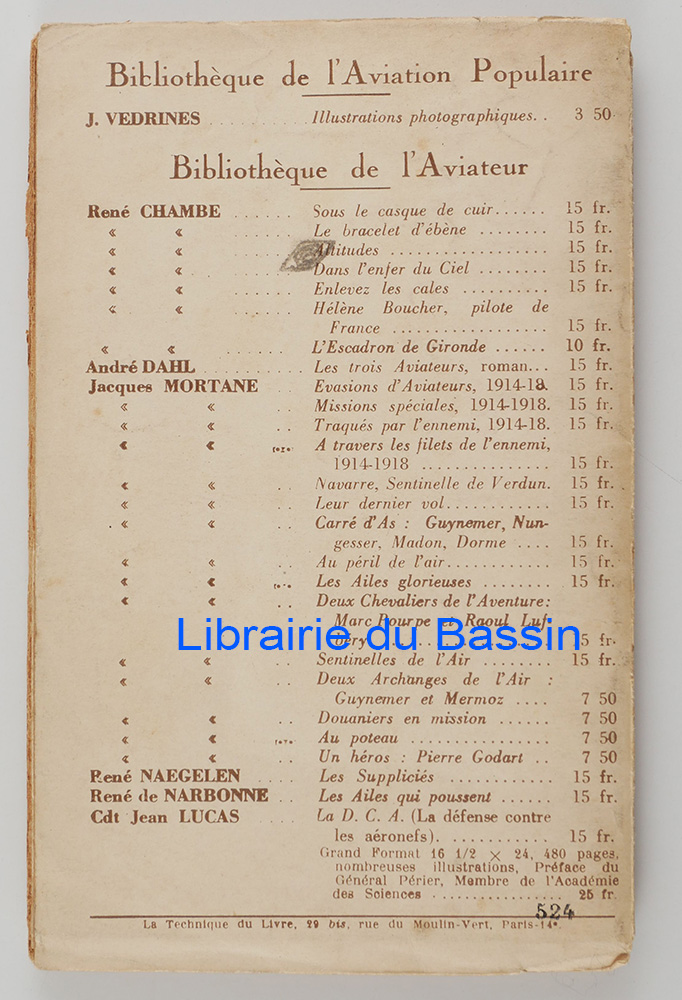 Bibliothèque de l'Aviation Populaire
J. VEDRINES . . . . . . . . . . Illustrations photographiques. . 3 50
Bibliothèque de l'Aviateur
René CHAMBE . . . . . . Sous le casque de cuir. . . . . . 15 fr.
« « . . . . . . Le bracelet d'ébène . . . . . . . . 15 fr.
« « . . . . Altitudes . . . . . . . . . . . . . . . . . . 15 fr.
« « . . . . . . Dans l'enfer du Ciel . . . . . . . . 15 fr.
« « . . . . . . Enlevez les cales . . . . . . . . . . 15 fr.
« « . . . . . . Hélène Boucher, pilote de
France . . . . . . . . . . . . . . . . . 15 fr.
« « . . . . . . L'Escadron de Gironde . . . . . . 10 fr.
André DAHL . . . . . . . . . . Les trois Aviateurs, roman. . . 15 fr.
Jacques MORTANE . . Evasions d'Aviateurs, 1914-18. 15 fr.
« « . . Missions spéciales, 1914-1918. 15 fr.
« « . . Traqués par l'ennemi, 1914-18. 15 fr.
« « . . . . A travers les filets de l'ennemi,
1914-1918 . . . . . . . . . . . . . . . 15 fr.
« « . . Navarre, Sentinelle de Verdun. 15 fr.
« « . . Leur dernier vol. . . . . . . . . . . . 15 fr.
« « . . Carré d'As : Guynemer, Nun-
gesser, Madon, Dorme . . . . 15 fr.
« « . . Au péril de l'air. . . . . . . . . . . . 15 fr.
« « . . . . Les Ailes glorieuses . . . . . . . . 15 fr.
« « . . Deux Chevaliers de l'Aventure:
Marc Pourpe et Raoul Luf
bery . . . . . . . . . . . . . 5 fr.
Librairie du Bassin
« « Sentinelles de l'Air . . . . . . . . 15 fr.
« « Deux Archanges de l'Air :
Guynemer et Mermoz . . . . 7 50
« « . . Douaniers en mission . . . . . . 7 50
« « . . . . Au poteau . . . . . . . . . . . . . . . . 7 50
« « . . Un héros : Pierre Godart . . 7 50
René NAEGELEN . . . . Les Suppliciés . . . . . . . . . . . . 15 fr.
René de NARBONNE . . Les Ailes qui poussent . . . . . . 15 fr.
Cdt Jean LUCAS . . . . La D. C. A. (La défense contre
les aéronefs). . . . . . . . . . . . 15 fr.
Grand Format 16 1/2 × 24, 480 pages,
nombreuses illustrations, Préface du
Général Périer, Membre de l'Académie
des Sciences . . . . . . . . . . . . . . . . 25 fr.
524
La Technique du Livre, 29 bis, rue du Moulin-Vert, Paris-14e